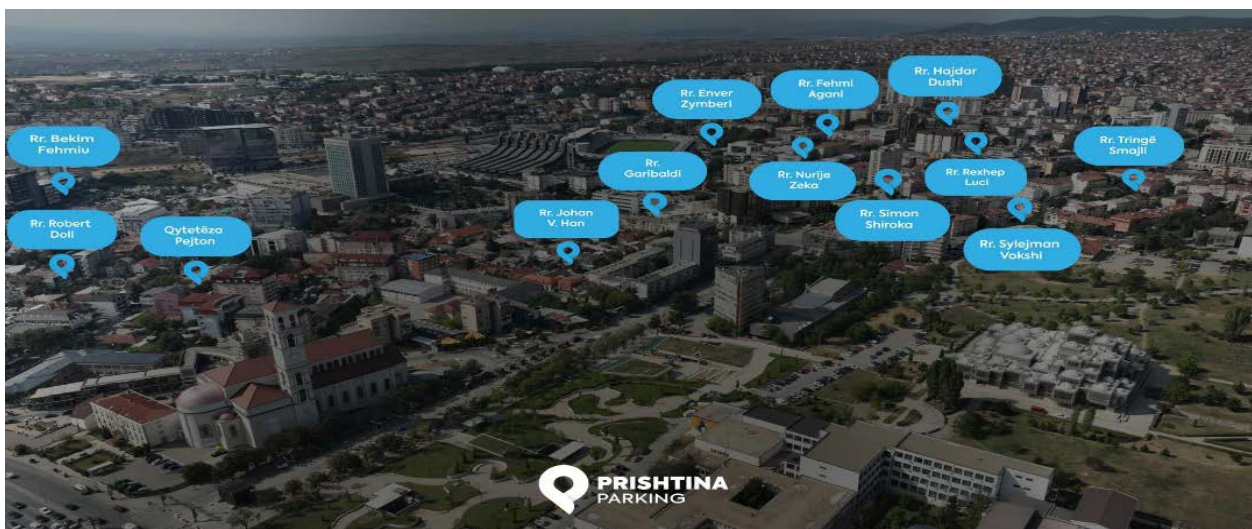 Rr. Hajdar
Dushi
Rr. Fehmi
Agani
Rr. Enver
Zymberi
Rr. Bekim
Fehmiu
Rr. Tringë
Smajli
Rr.
Garibaldi
Rr. Nurije
Zeka
Rr. Rexhep
Luci
Rr. Robert
Doll
Qytetëza
Pejton
Rr. Johan
V. Han
Rr. Simon
Shiroka
Rr. Sylejman
Vokshi
PRISHTINA
PARKING